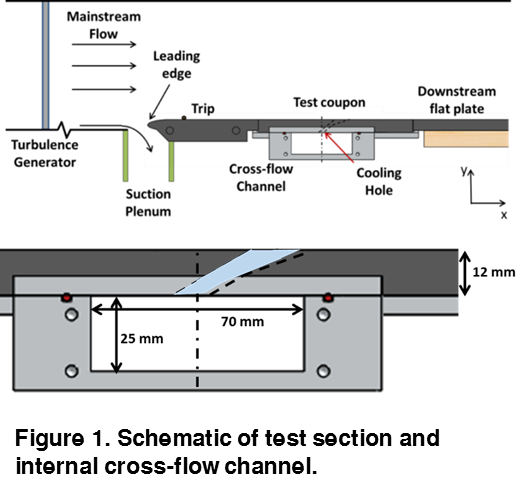 Mainstream
Flow
Leading
edge
Trip
Test coupon
Downstream
flat plate
Turbulence
Generator
Suction
Plenum
Cross-flow
Channel
Cooling
Hole
y
x
12 mm
70 mm
25 mm
Figure 1. Schematic of test section and
internal cross-flow channel.